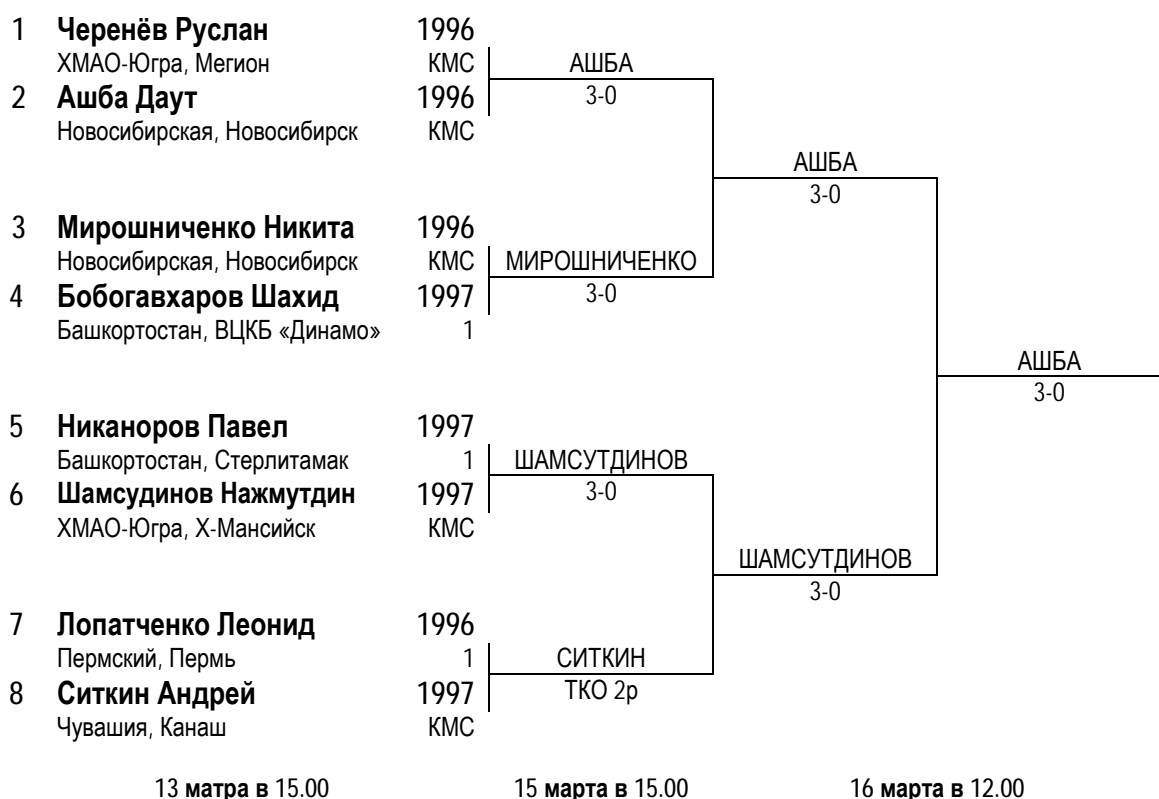 1 Черенёв Руслан 1996
ХМАО-Югра, Мегион КМС АШБА
2 Ашба Даут 1996 3-0
Новосибирская, Новосибирск КМС
АШБА
3-0
3 Мирошниченко Никита 1996
Новосибирская, Новосибирск КМС МИРОШНИЧЕНКО
4 Бобогавхаров Шахид 1997 3-0
Башкортостан, ВЦКБ «Динамо» 1
АШБА
3-0
5 Никаноров Павел 1997
Башкортостан, Стерлитамак 1 ШАМСУТДИНОВ
6 Шамсудинов Нажмутдин 1997 3-0
ХМАО-Югра, Х-Мансийск КМС
ШАМСУТДИНОВ
3-0
7 Лопатченко Леонид 1996
Пермский, Пермь 1 СИТКИН
8 Ситкин Андрей 1997 ТКО 2р
Чувашия, Канаш КМС
13 матра в 15.00 15 марта в 15.00 16 марта в 12.00